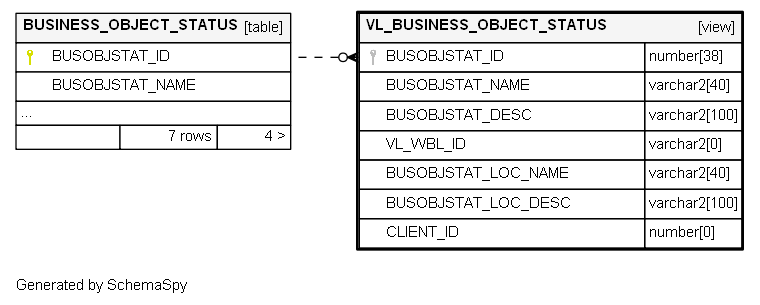 BUSINESS_OBJECT_STATUS [table]
BUSOBJSTAT_ID
BUSOBJSTAT_NAME
...
7 rows 4 >
VL_BUSINESS_OBJECT_STATUS [view]
BUSOBJSTAT_ID number[38]
BUSOBJSTAT_NAME varchar2[40]
BUSOBJSTAT_DESC varchar2[100]
VL_WBL_ID varchar2[0]
BUSOBJSTAT_LOC_NAME varchar2[40]
BUSOBJSTAT_LOC_DESC varchar2[100]
CLIENT_ID number[0]
Generated by SchemaSpy